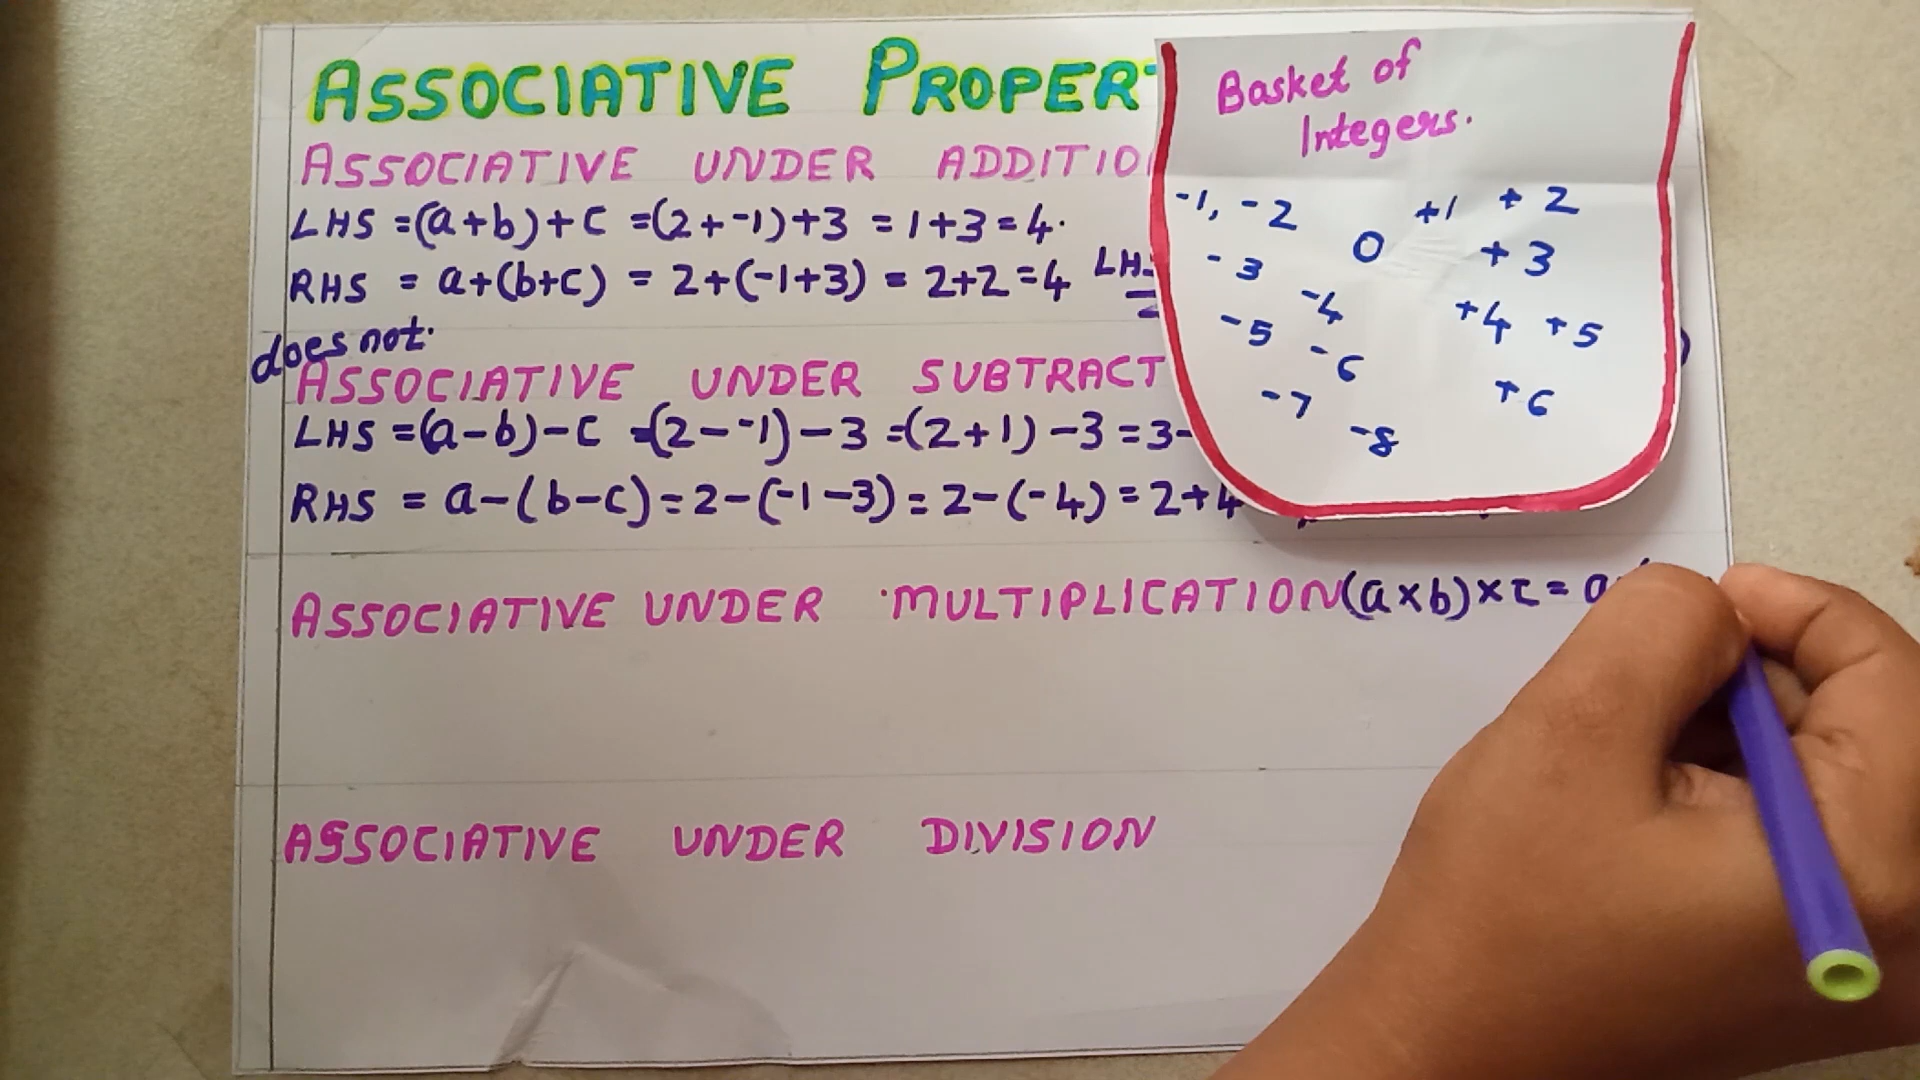 ASSOCIATIVE PROPER
ASSOCIATIVE UNDER ADDITIO
LHS =(a+b)+c =(2+-1)+3 = 1+3=4.
RHS = a+(b+c) = 2+(-1+3) = 2+2=4 LH
does not.
ASSOCIATIVE UNDER SUBTRACT
LHS =(a-b)-c =(2--1)-3 =(2+1)-3=3-
RHS = a-(b-c)=2-(-1-3)=2-(-4)=2+4
ASSOCIATIVE UNDER MULTIPLICATION(a×b)×c= a
ASSOCIATIVE UNDER DIVISION
Basket of
Integers.
-1, -2 +1 +2
0
-3 +3
-4 +4 +5
-5
-6
-7 +6
-8